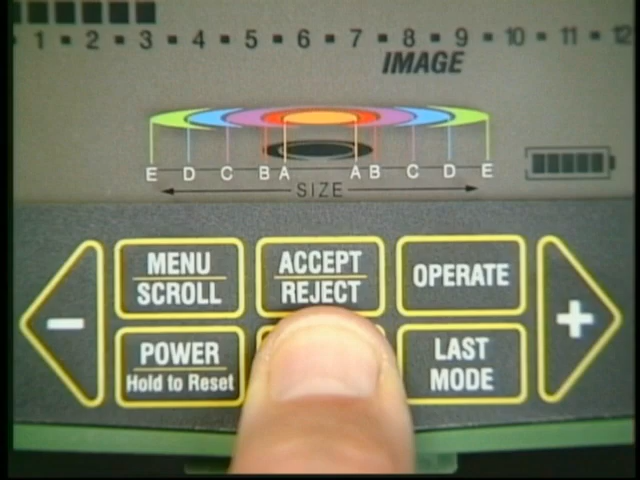 1 2 3 4 5 6 7 8 9 10 11 12
IMAGE
E D C B A A B C D E
SIZE
MENU
SCROLL
ACCEPT
REJECT
OPERATE
- +
POWER
Hold to Reset
LAST
MODE